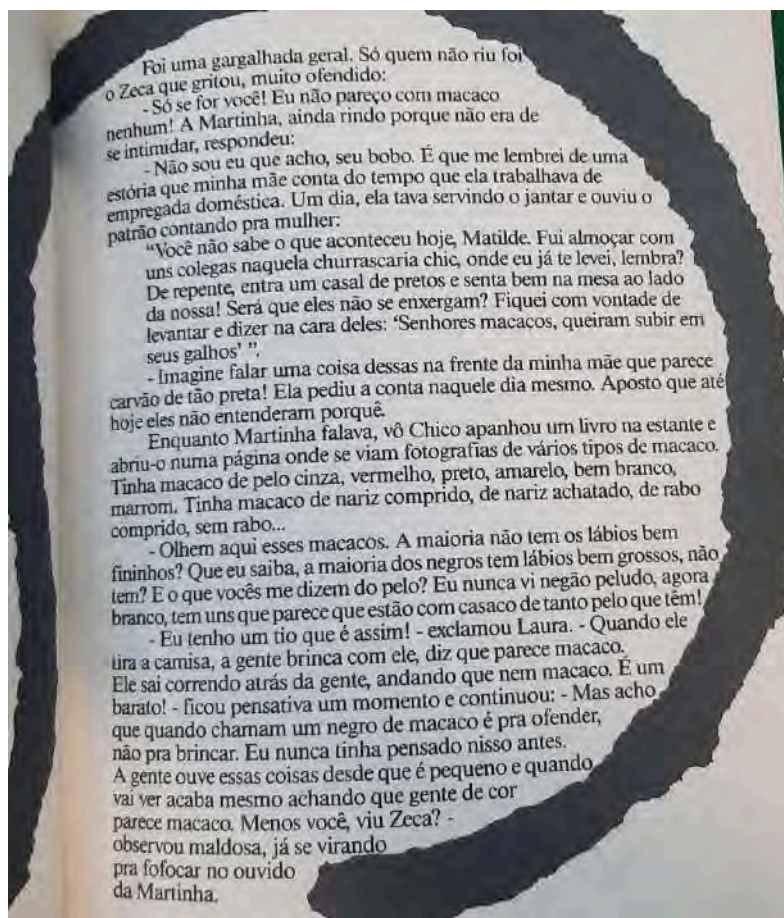 Foi uma gargalhada geral. Só quem não riu foi
o Zeca que gritou, muito ofendido:
- Só se for você! Eu não pareço com macaco
nenhum! A Martinha, ainda rindo porque não era de
se intimidar, respondeu:
- Não sou eu que acho, seu bobo. É que me lembrei de uma
estória que minha mãe conta do tempo que ela trabalhava de
empregada doméstica. Um dia, ela tava servindo o jantar e ouviu o
patrão contando pra mulher:
“Você não sabe o que aconteceu hoje, Matilde. Fui almoçar com
uns colegas naquela churrascaria chic, onde eu já te levei, lembra?
De repente, entra um casal de pretos e senta bem na mesa ao lado
da nossa! Será que eles não se enxergam? Fiquei com vontade de
levantar e dizer na cara deles: ‘Senhores macacos, queiram subir em
seus galhos’ ”.
- Imagine falar uma coisa dessas na frente da minha mãe que parece
carvão de tão preta! Ela pediu a conta naquele dia mesmo. Aposto que até
hoje eles não entenderam porquê.
Enquanto Martinha falava, vô Chico apanhou um livro na estante e
abriu-o numa página onde se viam fotografias de vários tipos de macaco.
Tinha macaco de pelo cinza, vermelho, preto, amarelo, bem branco,
marrom. Tinha macaco de nariz comprido, de nariz achatado, de rabo
comprido, sem rabo...
- Olhem aqui esses macacos. A maioria não tem os lábios bem
fininhos? Que eu saiba, a maioria dos negros tem lábios bem grossos, não
tem? E o que vocês me dizem do pelo? Eu nunca vi negão peludo, agora
branco, tem uns que parece que estão com casaco de tanto pelo que têm!
- Eu tenho um tio que é assim! - exclamou Laura. - Quando ele
tira a camisa, a gente brinca com ele, diz que parece macaco.
Ele sai correndo atrás da gente, andando que nem macaco. É um
barato! - ficou pensativa um momento e continuou: - Mas acho
que quando chamam um negro de macaco é pra ofender,
não pra brincar. Eu nunca tinha pensado nisso antes.
A gente ouve essas coisas desde que é pequeno e quando
vai ver acaba mesmo achando que gente de cor
parece macaco. Menos você, viu Zeca? -
observou maldosa, já se virando
pra fofocar no ouvido
da Martinha.